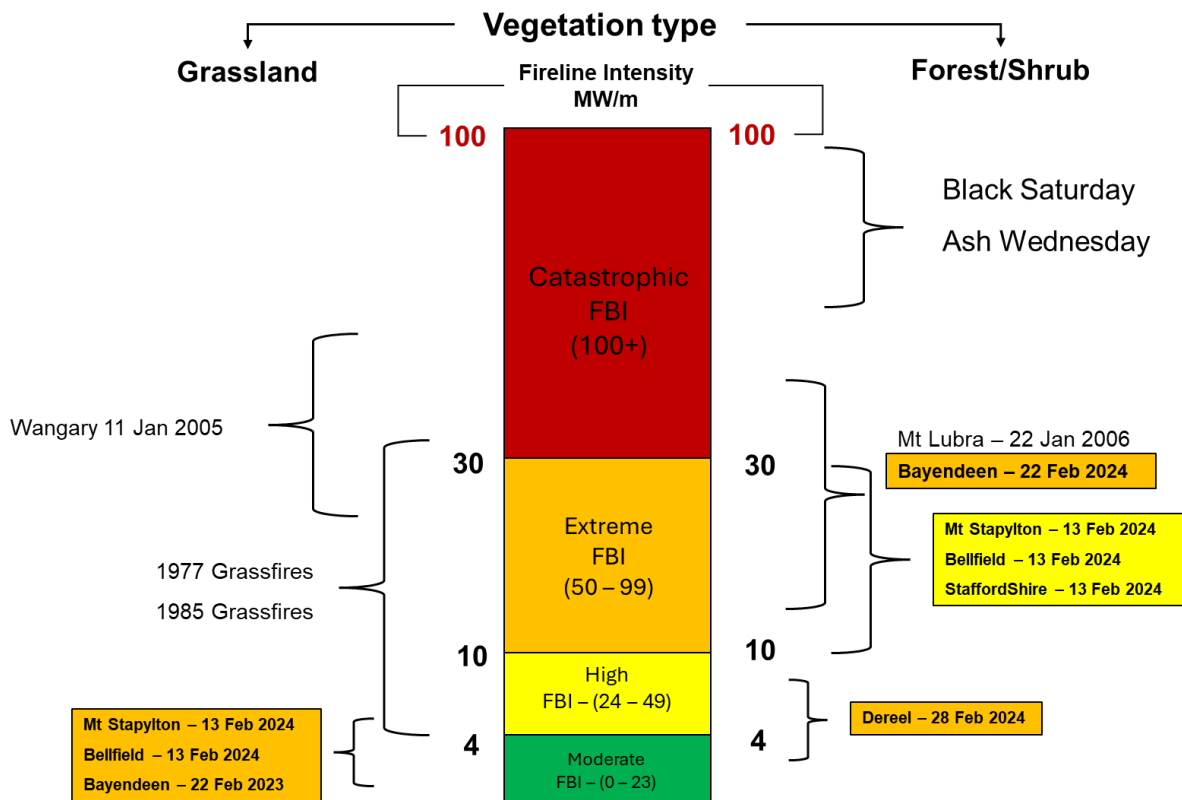 Vegetation type
Grassland
Forest/Shrub
Fireline Intensity
MW/m
100
100
Black Saturday
Ash Wednesday
Catastrophic
FBI
(100+)
Wangary 11 Jan 2005
30
30
Mt Lubra – 22 Jan 2006
Bayendeen – 22 Feb 2024
Extreme
FBI
(50 – 99)
Mt Stapylton – 13 Feb 2024
Bellfield – 13 Feb 2024
StaffordShire – 13 Feb 2024
1977 Grassfires
1985 Grassfires
10
10
High
FBI – (24 – 49)
Mt Stapylton – 13 Feb 2024
Bellfield – 13 Feb 2024
Bayendeen – 22 Feb 2023
Dereel – 28 Feb 2024
4
4
Moderate
FBI – (0 – 23)